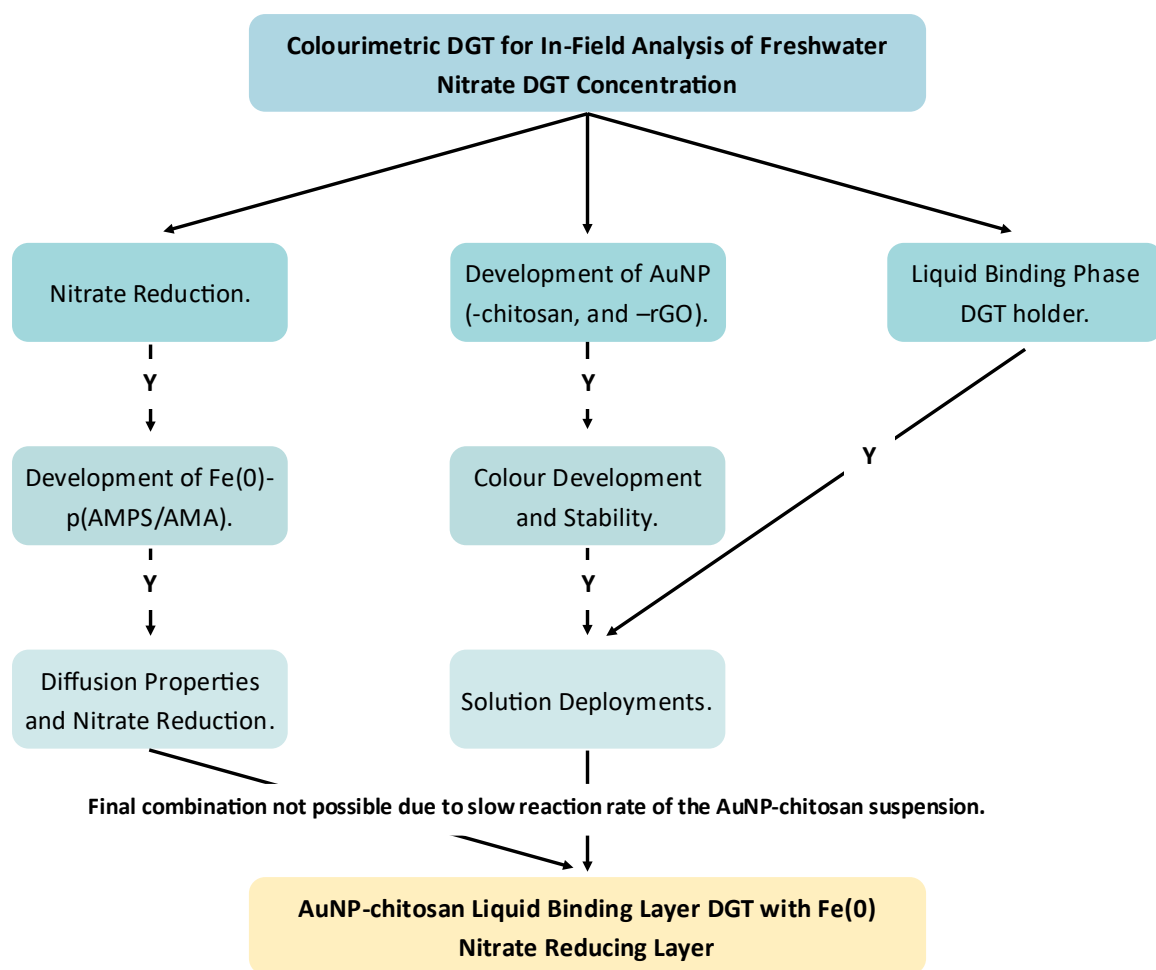 Colourimetric DGT for In-Field Analysis of Freshwater
Nitrate DGT Concentration
Nitrate Reduction.
Development of AuNP
(-chitosan, and –rGO).
Liquid Binding Phase
DGT holder.
Y
Y
Development of Fe(0)-
p(AMPS/AMA).
Colour Development
and Stability.
Y
Y
Y
Diffusion Properties
and Nitrate Reduction.
Solution Deployments.
Final combination not possible due to slow reaction rate of the AuNP-chitosan suspension.
AuNP-chitosan Liquid Binding Layer DGT with Fe(0)
Nitrate Reducing Layer